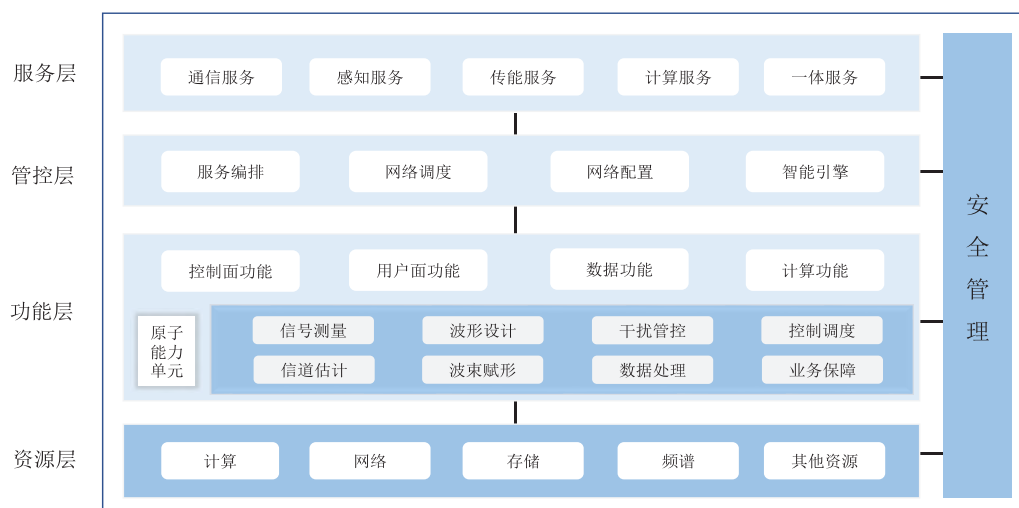 服务层
通信服务
感知服务
传能服务
计算服务
一体服务
管控层
服务编排
网络调度
网络配置
智能引擎
功能层
控制面功能
用户面功能
数据功能
计算功能
原子
能力
单元
信号测量
波形设计
干扰管控
控制调度
信道估计
波束赋形
数据处理
业务保障
资源层
计算
网络
存储
频谱
其他资源
安
全
管
理